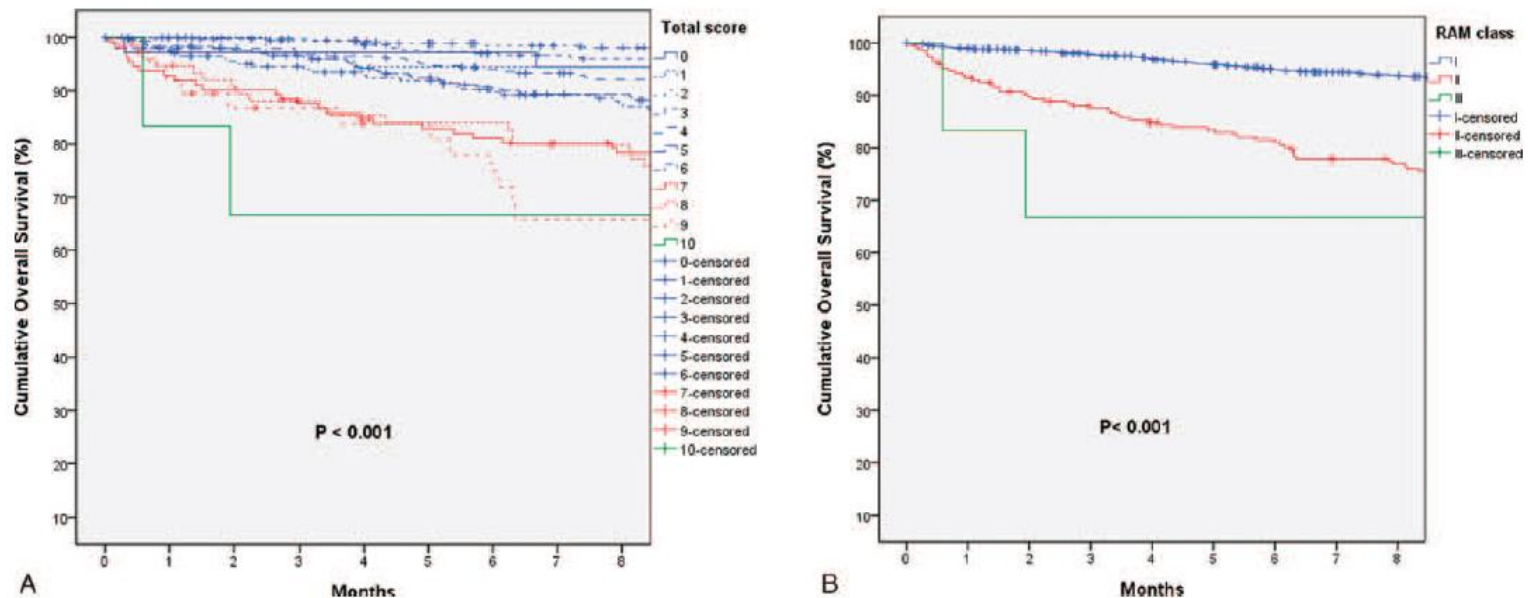 Total score
0
1
2
3
4
5
6
7
8
9
10
0-censored
1-censored
2-censored
3-censored
4-censored
5-censored
6-censored
7-censored
8-censored
9-censored
10-censored
Cumulative Overall Survival (%)
100
90
80
70
60
50
40
30
20
10
P < 0.001
0 1 2 3 4 5 6 7 8
Months
A
RAM class
I
II
III
I-censored
II-censored
III-censored
Cumulative Overall Survival (%)
100
90
80
70
60
50
40
30
20
10
P< 0.001
0 1 2 3 4 5 6 7 8
Months
B